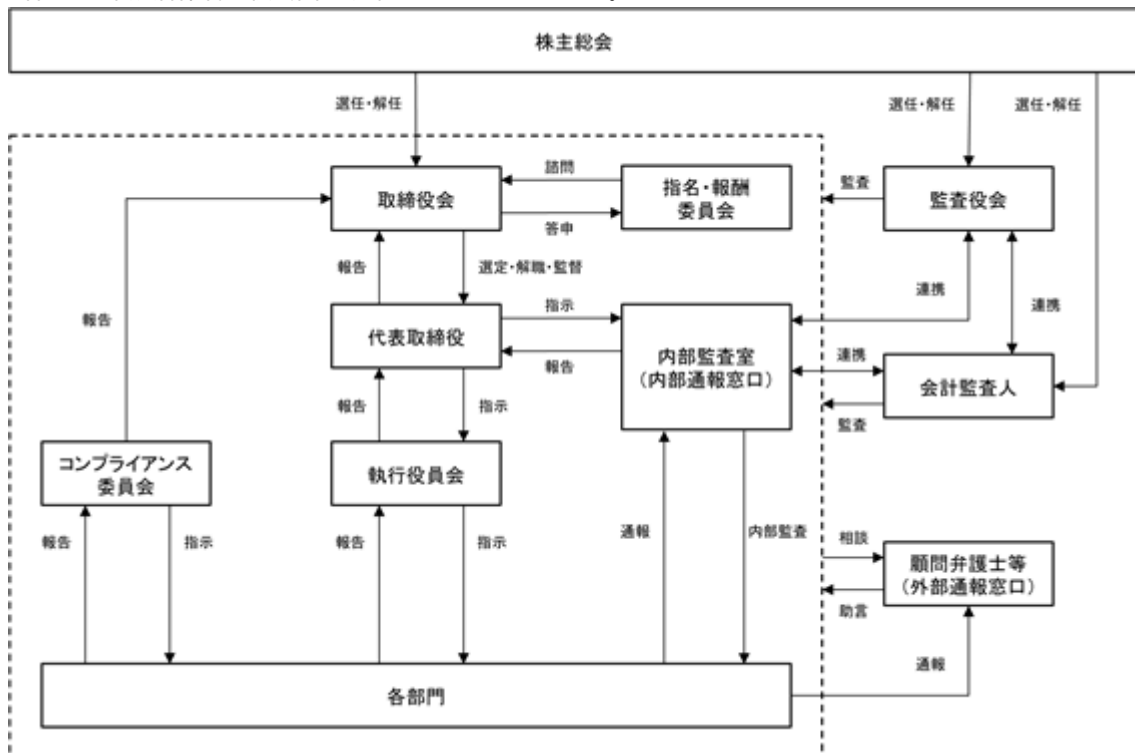 株主総会
選任・解任
選任・解任
選任・解任
取締役会
諮問
答申
指名・報酬
委員会
監査
監査役会
報告
選定・解職・監督
報告
連携
連携
代表取締役
指示
報告
内部監査室
（内部通報窓口）
連携
監査
会計監査人
報告
指示
コンプライアンス
委員会
執行役員会
報告
指示
報告
指示
通報
内部監査
相談
助言
顧問弁護士等
（外部通報窓口）
通報
各部門